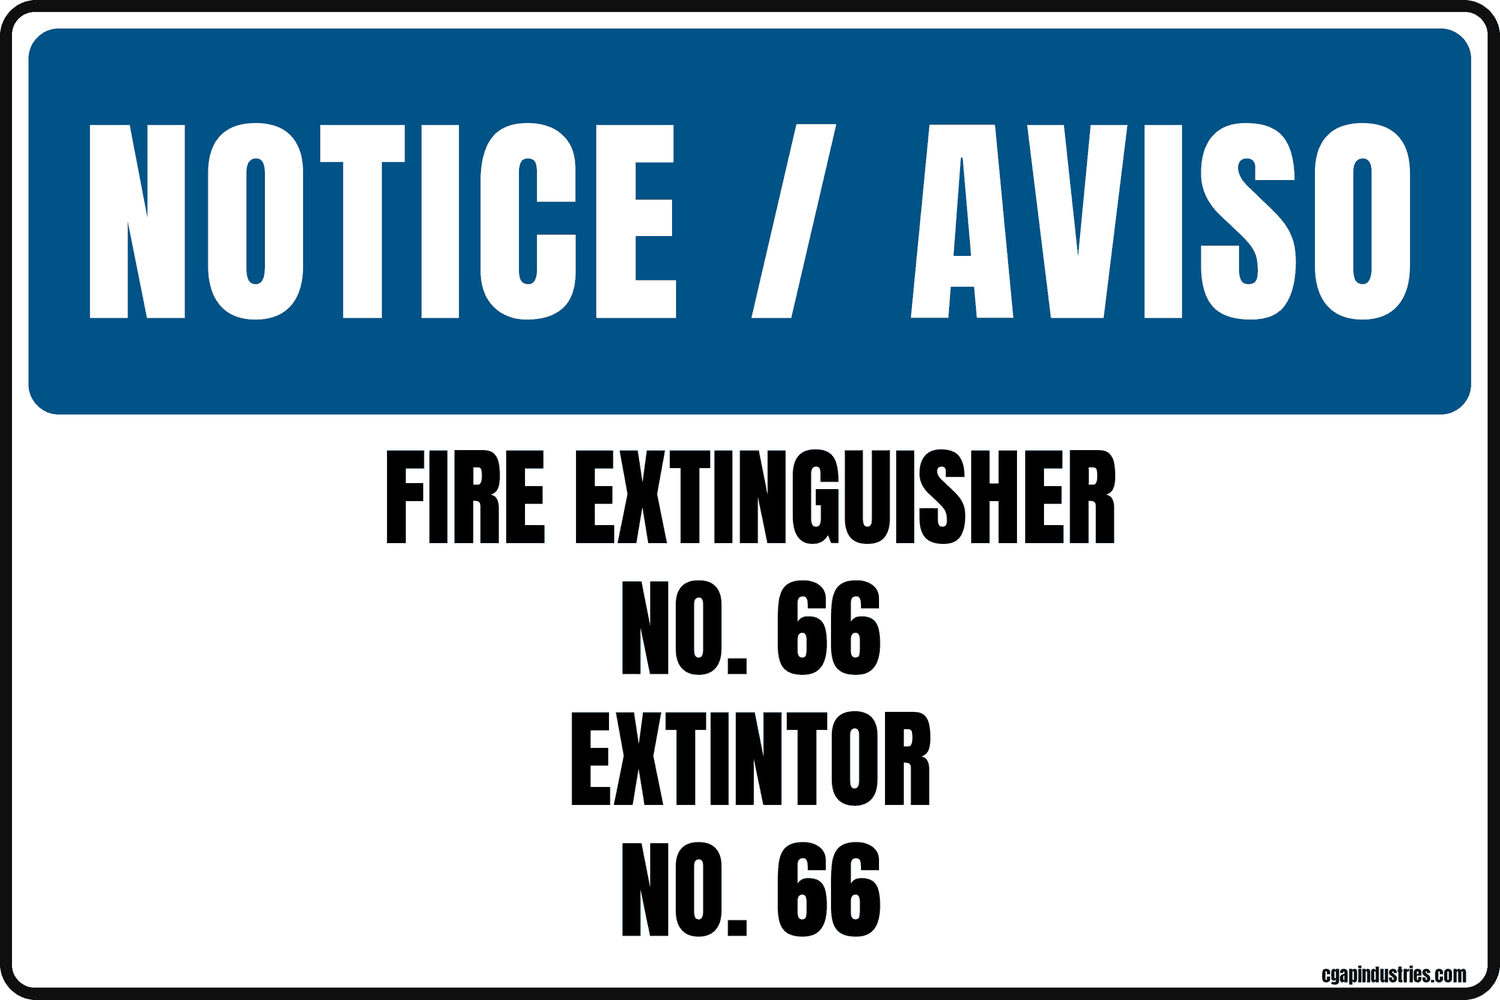 NOTICE / AVISO
FIRE EXTINGUISHER
NO. 66
EXTINTOR
NO. 66
cgapindustries.com